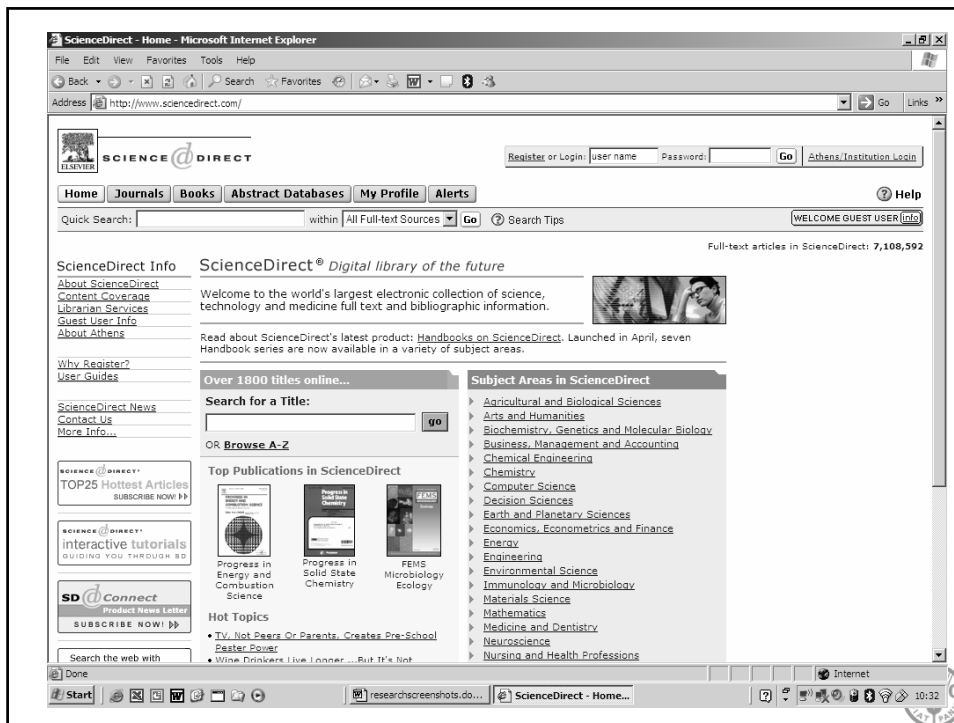 ScienceDirect - Home - Microsoft Internet Explorer
File Edit View Favorites Tools Help
Back Search Favorites
Address http://www.sciencedirect.com/ Go Links »
ELSEVIER
SCIENCE @ DIRECT
Register or Login: user name Password: Go Athens/Institution Login
Home Journals Books Abstract Databases My Profile Alerts ? Help
Quick Search: within All Full-text Sources Go ? Search Tips WELCOME GUEST USER info
Full-text articles in ScienceDirect: 7,108,592
ScienceDirect Info
About ScienceDirect
Content Coverage
Librarian Services
Guest User Info
About Athens
Why Register?
User Guides
ScienceDirect News
Contact Us
More Info...
SCIENCE @ DIRECT*
TOP25 Hottest Articles
SUBSCRIBE NOW!
SCIENCE @ DIRECT*
interactive tutorials
GUIDING YOU THROUGH SD
SD @ Connect
Product News Letter
SUBSCRIBE NOW!
Search the web with
ScienceDirect® Digital library of the future
Welcome to the world's largest electronic collection of science,
technology and medicine full text and bibliographic information.
Read about ScienceDirect's latest product: Handbooks on ScienceDirect. Launched in April, seven
Handbook series are now available in a variety of subject areas.
Over 1800 titles online...
Search for a Title:
go
OR Browse A-Z
Top Publications in ScienceDirect
Progress in
Energy and
Combustion
Science
Progress in
Solid State
Chemistry
FEMS
FEMS
Microbiology
Ecology
Hot Topics
• TV, Not Peers Or Parents, Creates Pre-School
Pester Power
• Wine Drinkers Live Longer ...But It's Not
Subject Areas in ScienceDirect
Agricultural and Biological Sciences
Arts and Humanities
Biochemistry, Genetics and Molecular Biology
Business, Management and Accounting
Chemical Engineering
Chemistry
Computer Science
Decision Sciences
Earth and Planetary Sciences
Economics, Econometrics and Finance
Energy
Engineering
Environmental Science
Immunology and Microbiology
Materials Science
Mathematics
Medicine and Dentistry
Neuroscience
Nursing and Health Professions
Done Internet
Start researchscreenshots.do... ScienceDirect - Home... 10:32